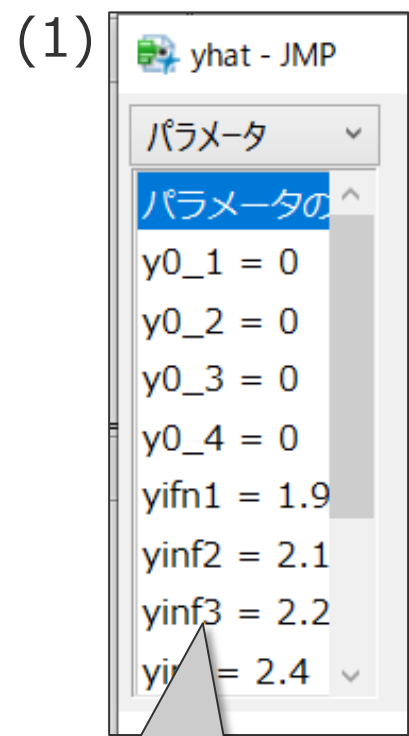 (1)
yhat - JMP
パラメータ
パラメータの
y0_1 = 0
y0_2 = 0
y0_3 = 0
y0_4 = 0
yifn1 = 1.9
yinf2 = 2.1
yinf3 = 2.2
= 2.4